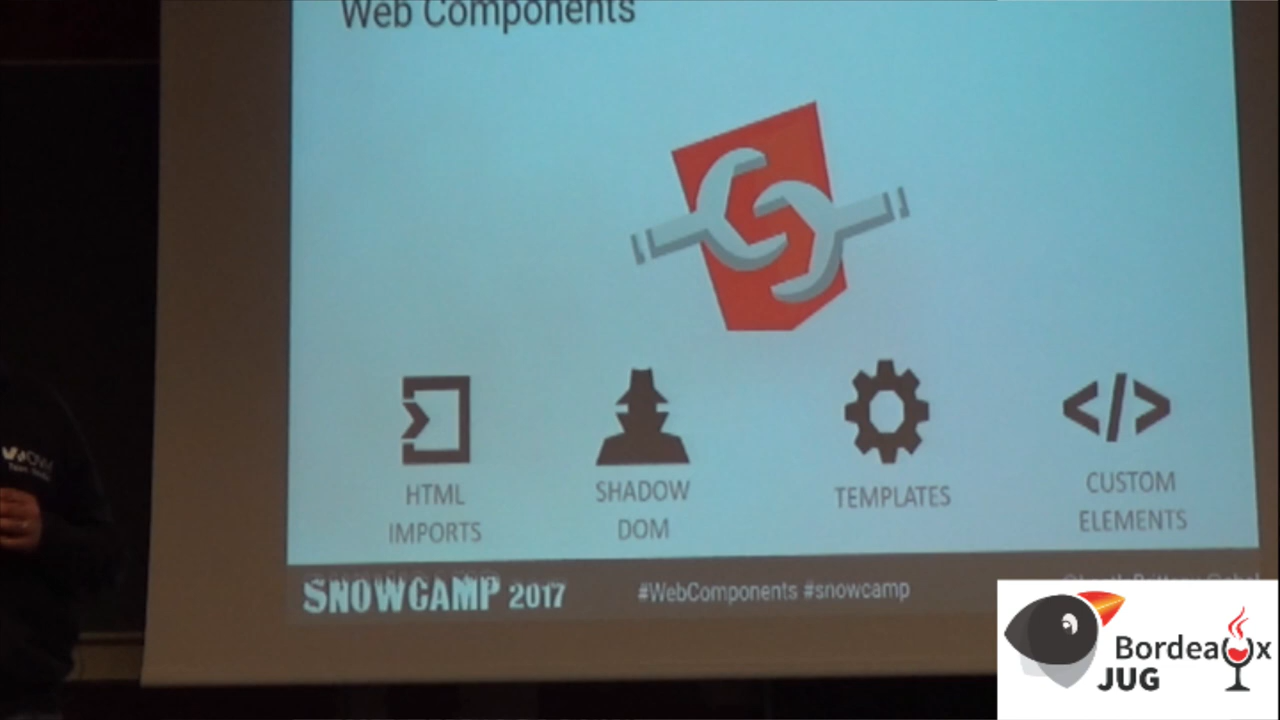 Web Components
HTML
IMPORTS
SHADOW
DOM
TEMPLATES
CUSTOM
ELEMENTS
SNOWCAMP 2017
#WebComponents #snowcamp
Bordeaux
JUG